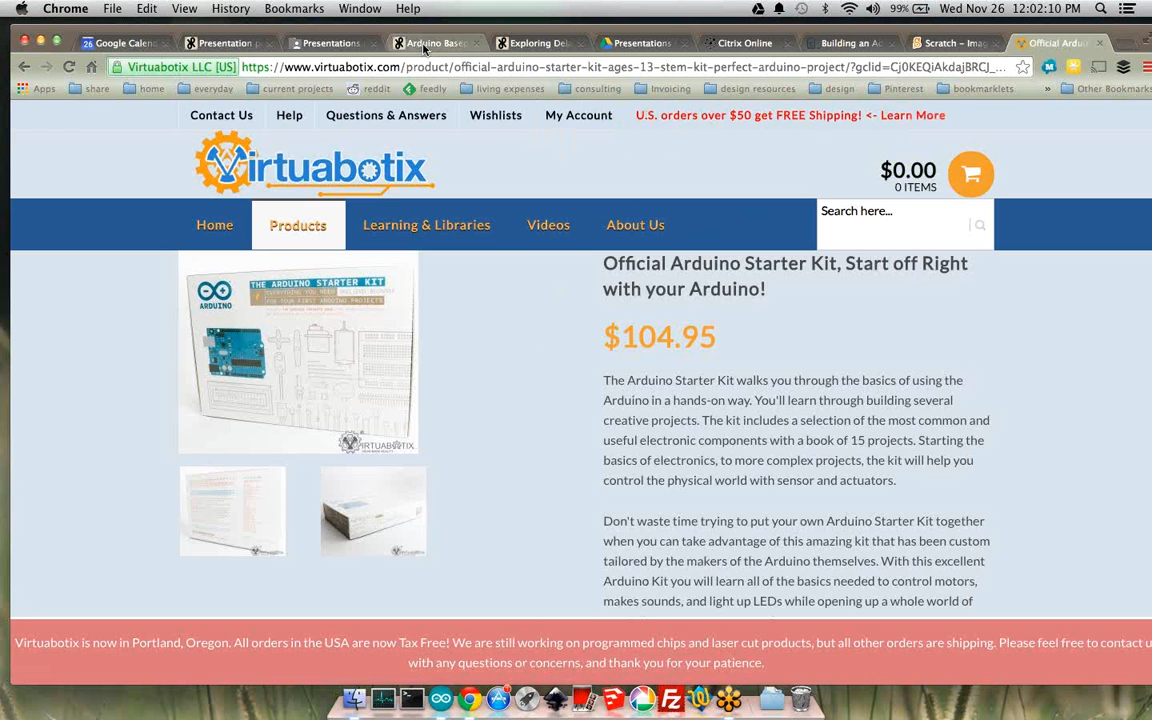 Chrome File Edit View History Bookmarks Window Help 99% Wed Nov 26 12:02:10 PM
Google Calen Presentation Presentations Arduino Base Exploring De Presentations Citrix Online Building an A Scratch – Imag Official Ardu
Virtuabotix LLC [US] https://www.virtuabotix.com/product/official-arduino-starter-kit-ages-13-stem-kit-perfect-arduino-project/?gclid=Cj0KEQiAkdajBRCJ_...
Apps share home everyday current projects reddit feedly living expenses consulting Invoicing design resources design Pinterest bookmarklets » Other Bookmarks
Contact Us Help Questions & Answers Wishlists My Account U.S. orders over $50 get FREE Shipping! <- Learn More
Virtuabotix
$0.00
0 ITEMS
Home Products Learning & Libraries Videos About Us
Search here...
THE ARDUINO STARTER KIT
ARDUINO
VIRTUABOTIX
Official Arduino Starter Kit, Start off Right
with your Arduino!
$104.95
The Arduino Starter Kit walks you through the basics of using the
Arduino in a hands-on way. You'll learn through building several
creative projects. The kit includes a selection of the most common and
useful electronic components with a book of 15 projects. Starting the
basics of electronics, to more complex projects, the kit will help you
control the physical world with sensor and actuators.
Don't waste time trying to put your own Arduino Starter Kit together
when you can take advantage of this amazing kit that has been custom
tailored by the makers of the Arduino themselves. With this excellent
Arduino Kit you will learn all of the basics needed to control motors,
makes sounds, and light up LEDs while opening up a whole world of
Virtuabotix is now in Portland, Oregon. All orders in the USA are now Tax Free! We are still working on programmed chips and laser cut products, but all other orders are shipping. Please feel free to contact u
with any questions or concerns, and thank you for your patience.